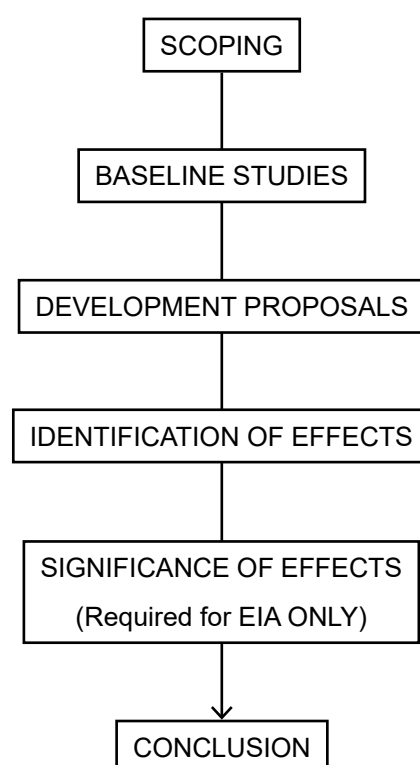 SCOPING
BASELINE STUDIES
DEVELOPMENT PROPOSALS
IDENTIFICATION OF EFFECTS
SIGNIFICANCE OF EFFECTS
(Required for EIA ONLY)
CONCLUSION